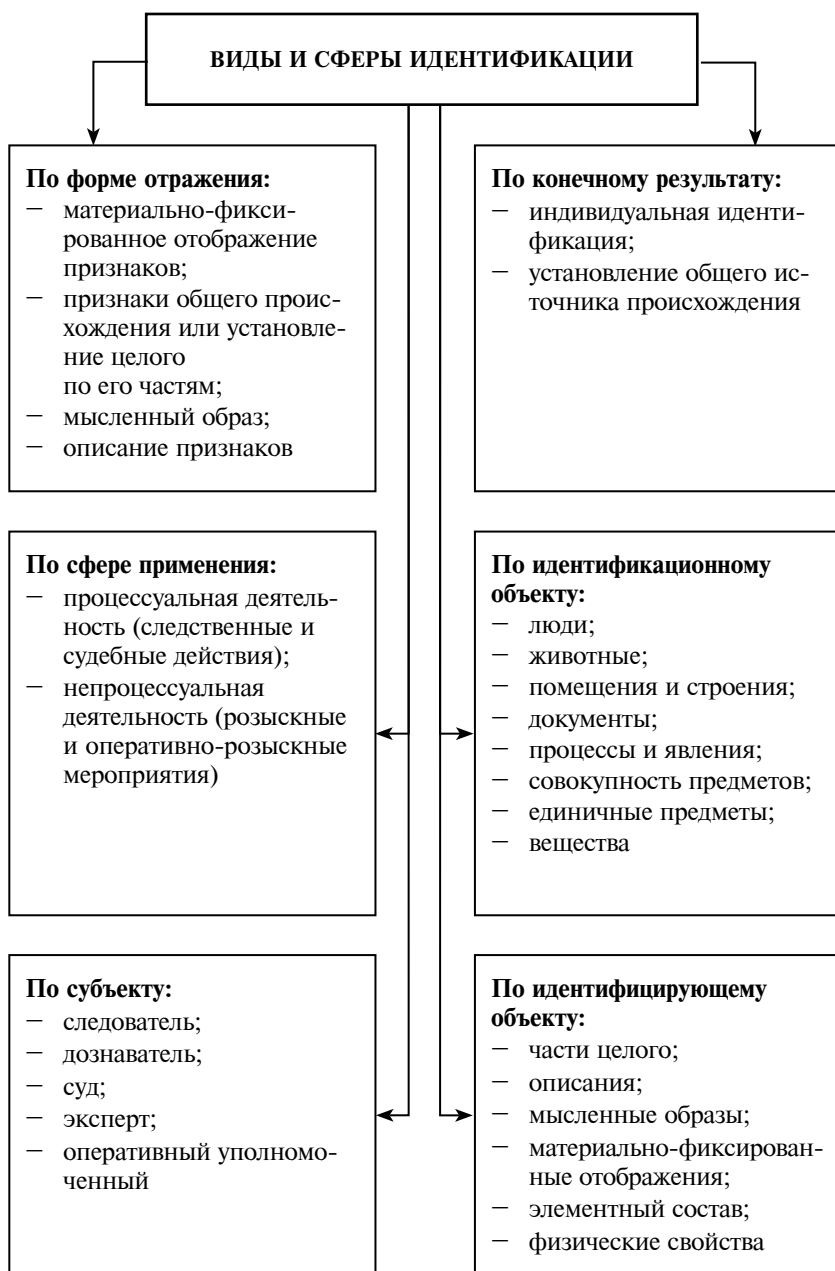 ВИДЫ И СФЕРЫ ИДЕНТИФИКАЦИИ
По форме отражения:
— материально-фикси-
рованное отображение
признаков;
— признаки общего проис-
хождения или установле-
ние целого
по его частям;
— мысленный образ;
— описание признаков
По конечному результату:
— индивидуальная иденти-
фикация;
— установление общего ис-
точника происхождения
По сфере применения:
— процессуальная деятель-
ность (следственные и
судебные действия);
— непроцессуальная
деятельность (розыскные
и оперативно-розыскные
мероприятия)
По идентификационному
объекту:
— люди;
— животные;
— помещения и строения;
— документы;
— процессы и явления;
— совокупность предметов;
— единичные предметы;
— вещества
По субъекту:
— следователь;
— дознаватель;
— суд;
— эксперт;
— оперативный уполномо-
ченный
По идентифицирующему
объекту:
— части целого;
— описания;
— мысленные образы;
— материально-фиксирован-
ные отображения;
— элементный состав;
— физические свойства